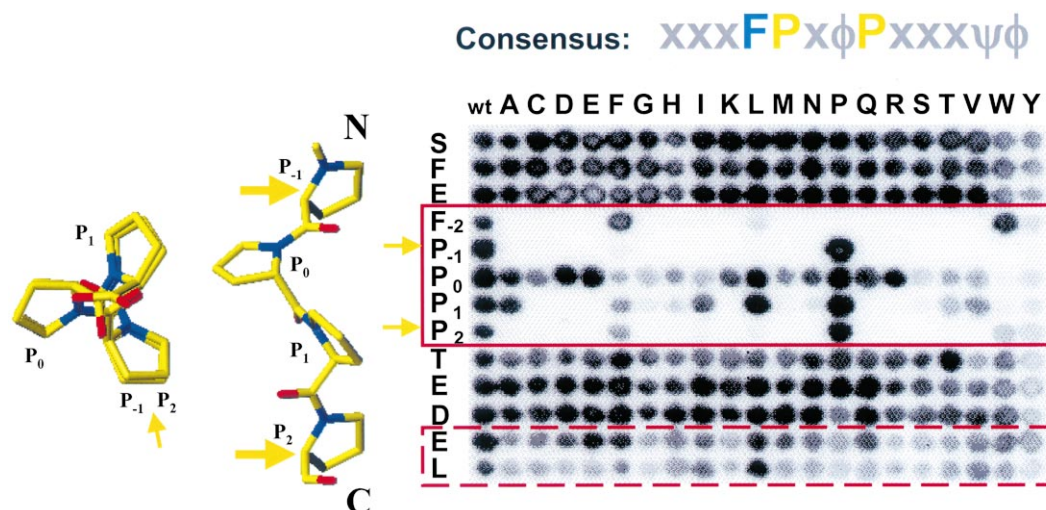 Consensus: xxxFPxϕPxxxψϕ
wt A C D E F G H I K L M N P Q R S T V W Y
S
F
E
F-2
P-1
P0
P1
P2
T
E
D
E
L
N
P-1
P0
P1
P2
C
P1
P0
P-1 P2